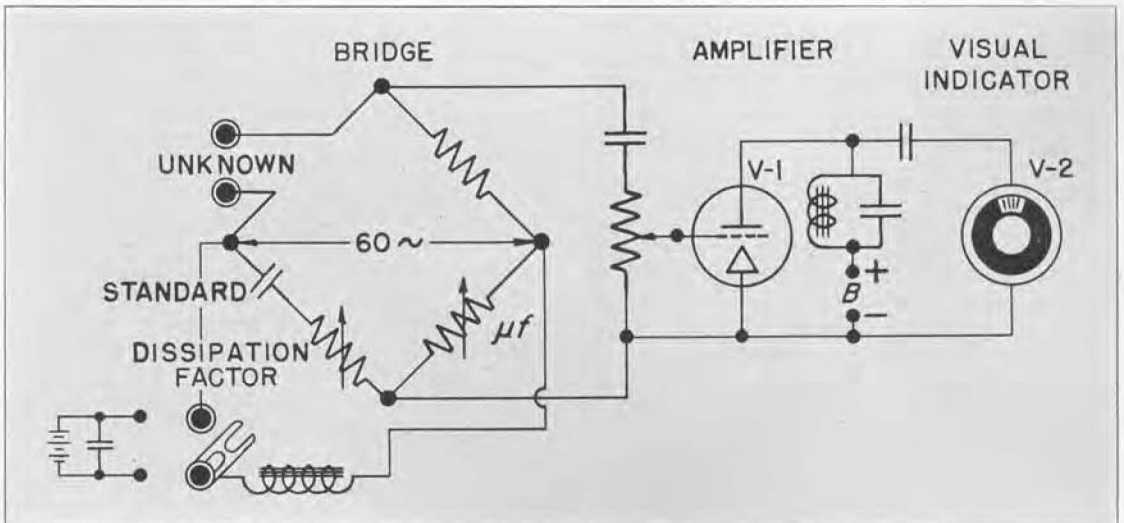 BRIDGE
AMPLIFIER
VISUAL
INDICATOR
UNKNOWN
V-1
V-2
60 ~
STANDARD
μf
+
B
−
DISSIPATION
FACTOR